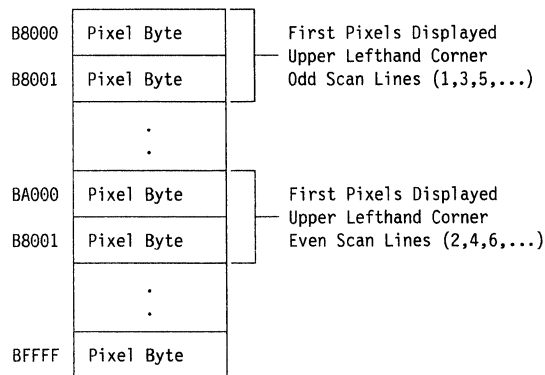 B8000 Pixel Byte First Pixels Displayed
Upper Lefthand Corner
B8001 Pixel Byte Odd Scan Lines (1,3,5,...)
.
.
BA000 Pixel Byte First Pixels Displayed
Upper Lefthand Corner
B8001 Pixel Byte Even Scan Lines (2,4,6,...)
.
.
BFFFF Pixel Byte